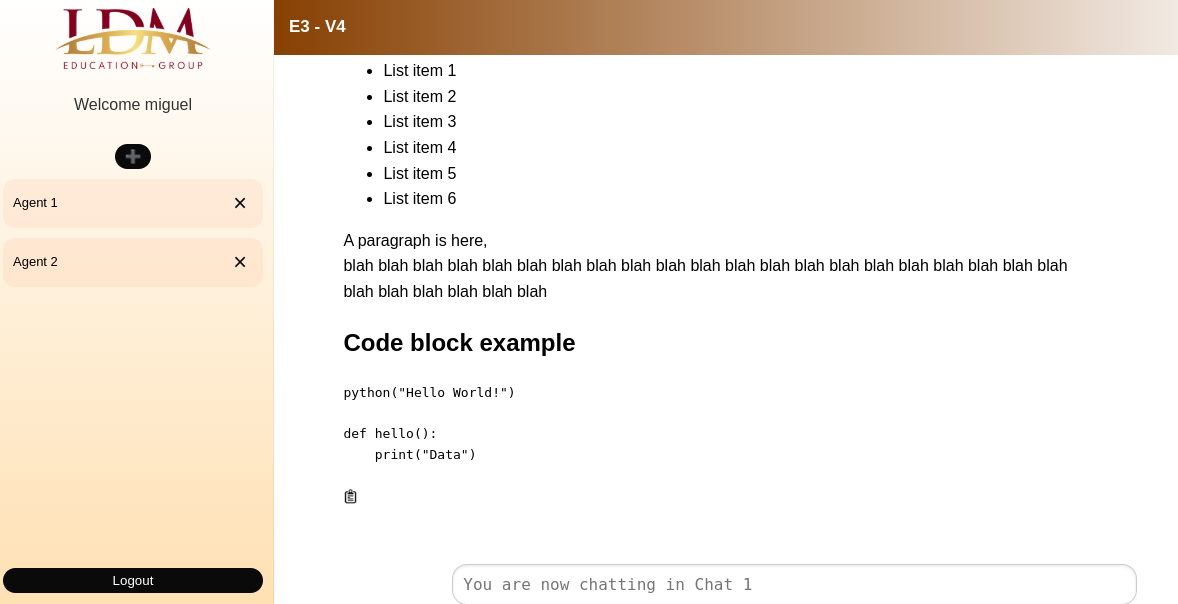 LDM
EDUCATION GROUP
Welcome miguel
Agent 1
Agent 2
Logout
E3 - V4
List item 1
List item 2
List item 3
List item 4
List item 5
List item 6
A paragraph is here,
blah blah blah blah blah blah blah blah blah blah blah blah blah blah blah blah blah blah blah blah blah
blah blah blah blah blah blah
Code block example
python("Hello World!")
def hello():
    print("Data")
You are now chatting in Chat 1